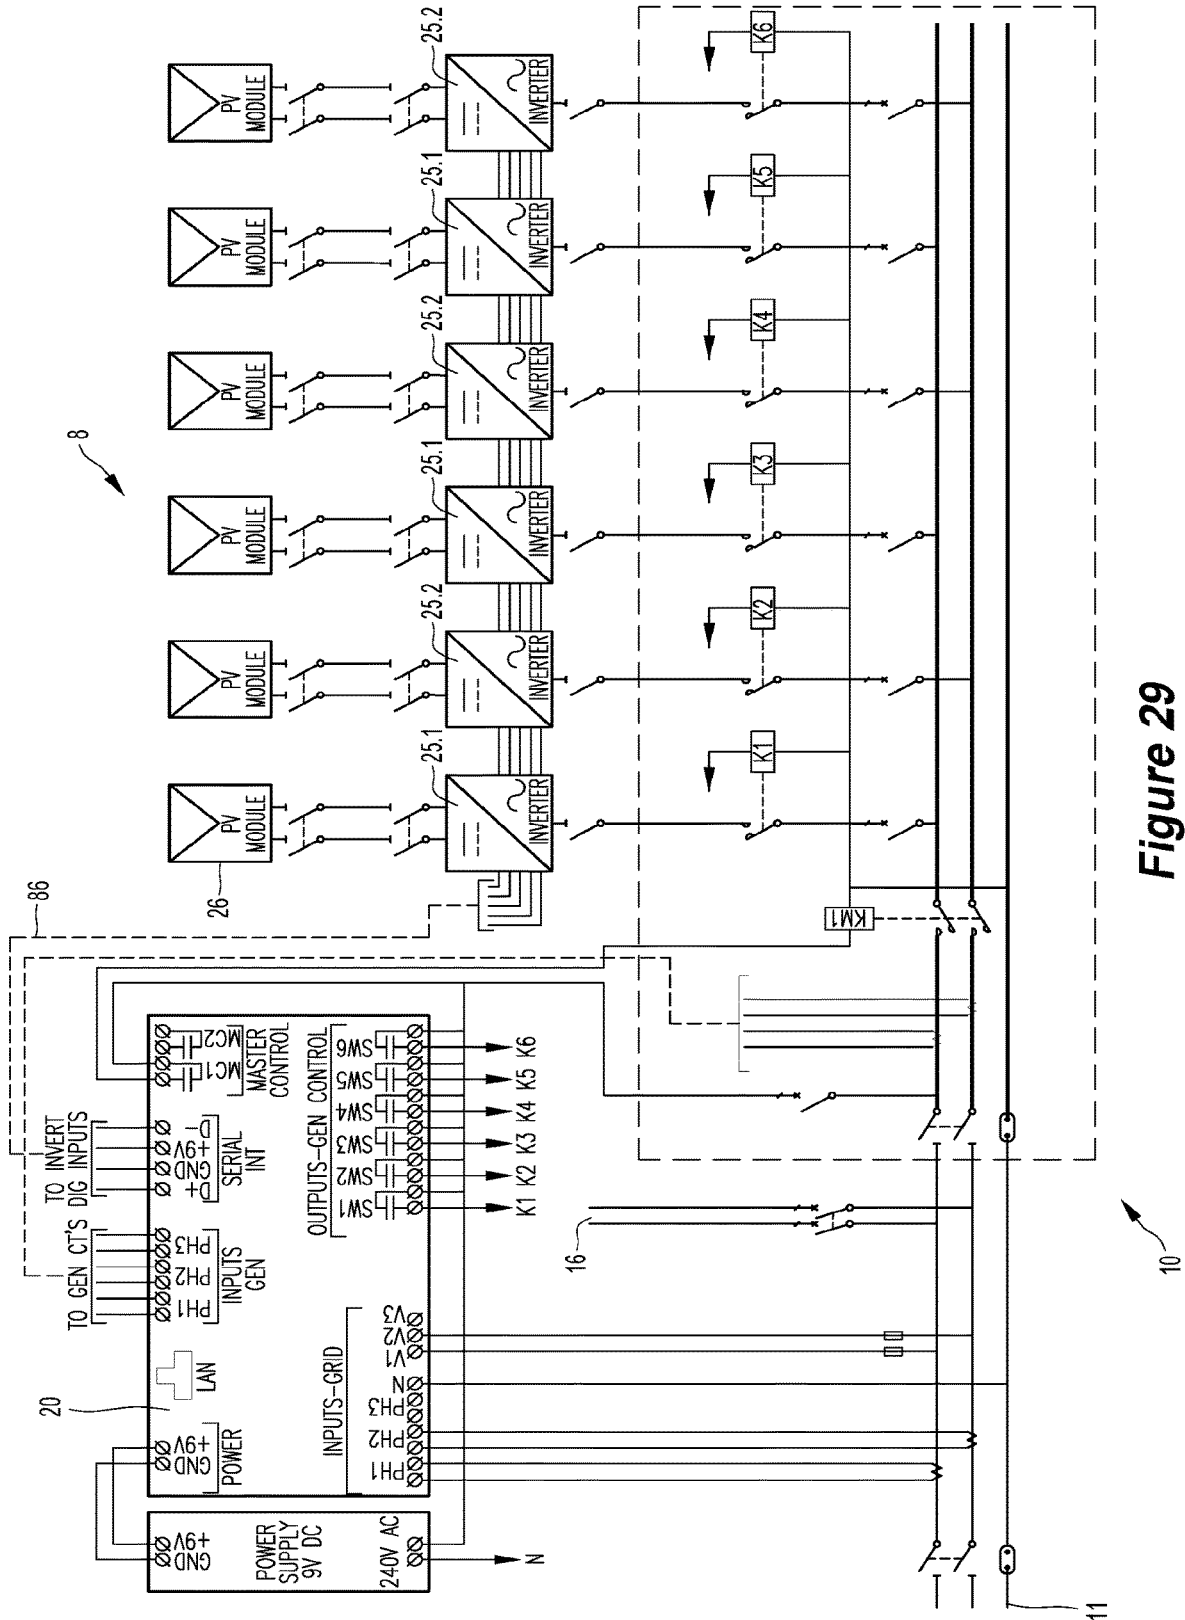 8
PV
MODULE
PV
MODULE
PV
MODULE
PV
MODULE
PV
MODULE
PV
MODULE
26
86
25.1
25.2
25.1
25.2
25.1
25.2
INVERTER
INVERTER
INVERTER
INVERTER
INVERTER
INVERTER
K1
K2
K3
K4
K5
K6
KM1
POWER
SUPPLY
9V DC
GND
+9V
240V AC
N
20
GND
+9V
POWER
LAN
TO GEN CT'S
PH1
PH2
PH3
INPUTS
GEN
TO INVERT
DIG INPUTS
D+
GND
+9V
D-
SERIAL
INT
MC1
MC2
MASTER
CONTROL
INPUTS-GRID
PH1
PH2
PH3
N
V1
V2
V3
OUTPUTS-GEN CONTROL
SW1
SW2
SW3
SW4
SW5
SW6
K1
K2
K3
K4
K5
K6
16
11
10
Figure 29